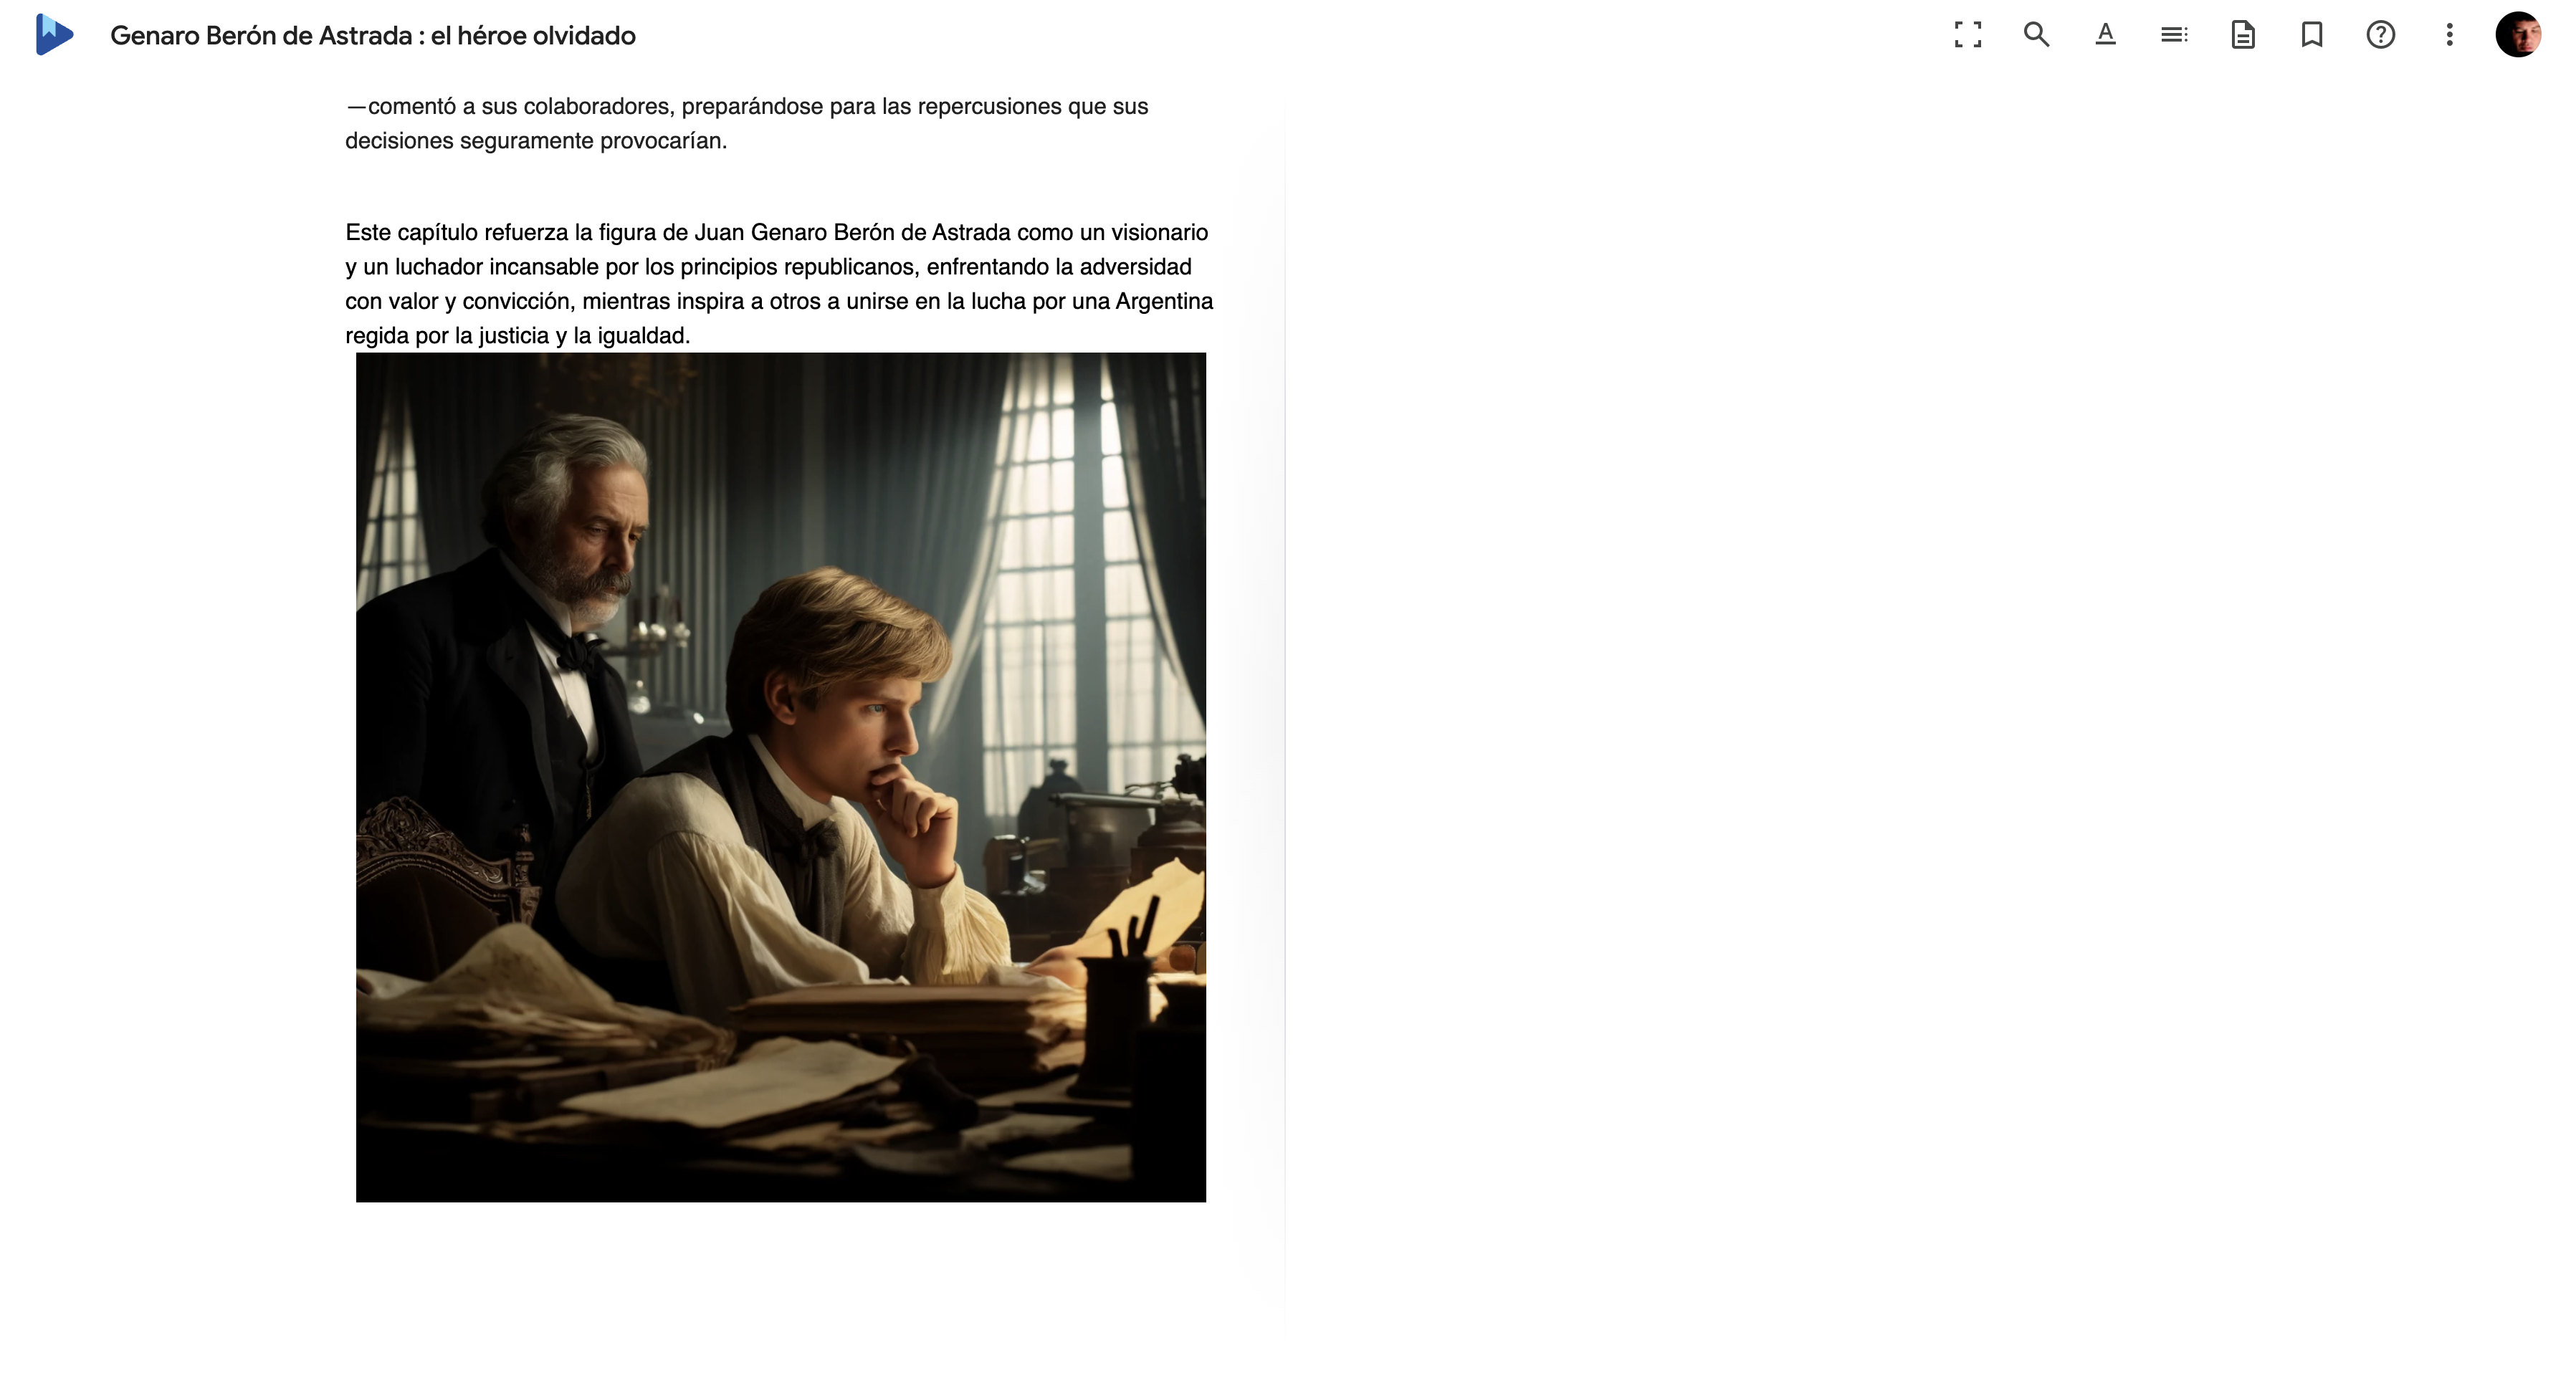 Genaro Berón de Astrada : el héroe olvidado
—comentó a sus colaboradores, preparándose para las repercusiones que sus
decisiones seguramente provocarían.
Este capítulo refuerza la figura de Juan Genaro Berón de Astrada como un visionario
y un luchador incansable por los principios republicanos, enfrentando la adversidad
con valor y convicción, mientras inspira a otros a unirse en la lucha por una Argentina
regida por la justicia y la igualdad.